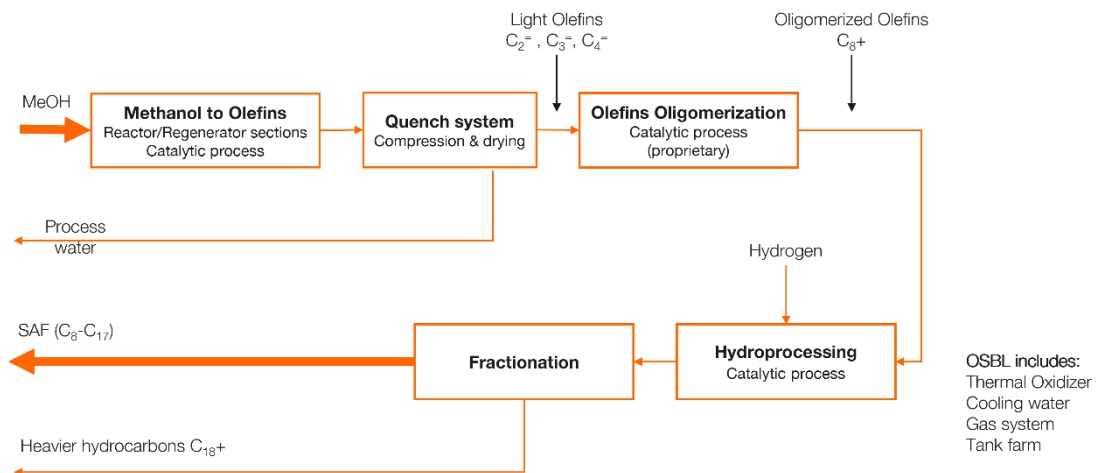 Light Olefins
C₂⁼ , C₃⁼, C₄⁼
Oligomerized Olefins
C₈+
MeOH
Methanol to Olefins
Reactor/Regenerator sections
Catalytic process
Quench system
Compression & drying
Olefins Oligomerization
Catalytic process
(proprietary)
Process
water
Hydrogen
SAF (C₈-C₁₇)
Fractionation
Hydroprocessing
Catalytic process
OSBL includes:
Thermal Oxidizer
Cooling water
Gas system
Tank farm
Heavier hydrocarbons C₁₈+